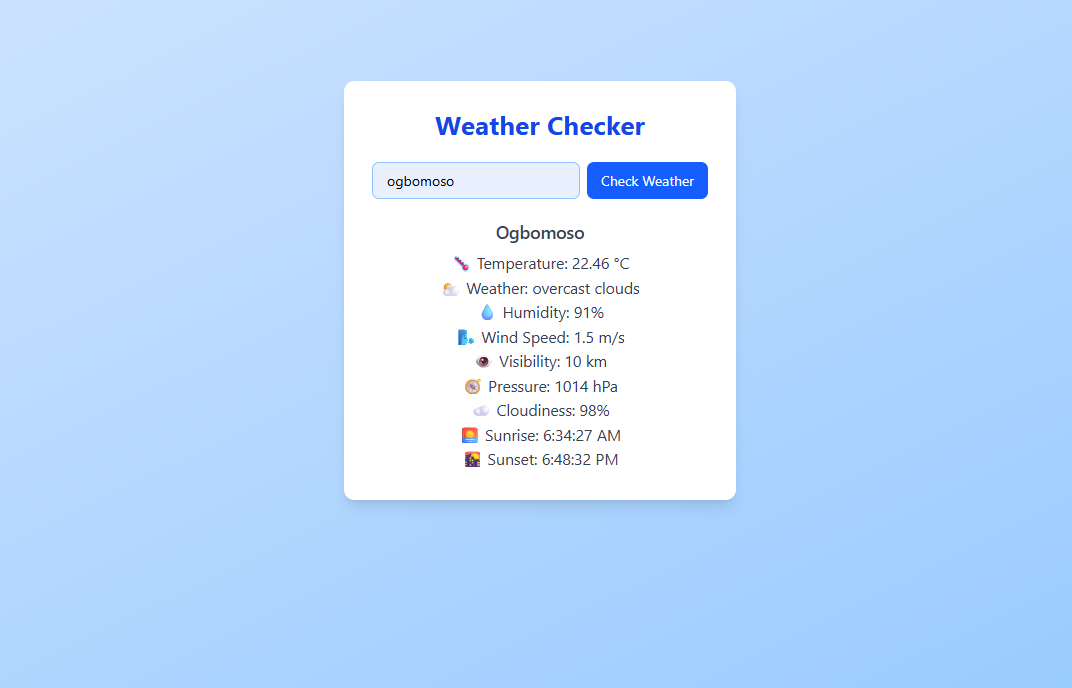 Weather Checker
ogbomoso
Check Weather
Ogbomoso
Temperature: 22.46 °C
Weather: overcast clouds
Humidity: 91%
Wind Speed: 1.5 m/s
Visibility: 10 km
Pressure: 1014 hPa
Cloudiness: 98%
Sunrise: 6:34:27 AM
Sunset: 6:48:32 PM